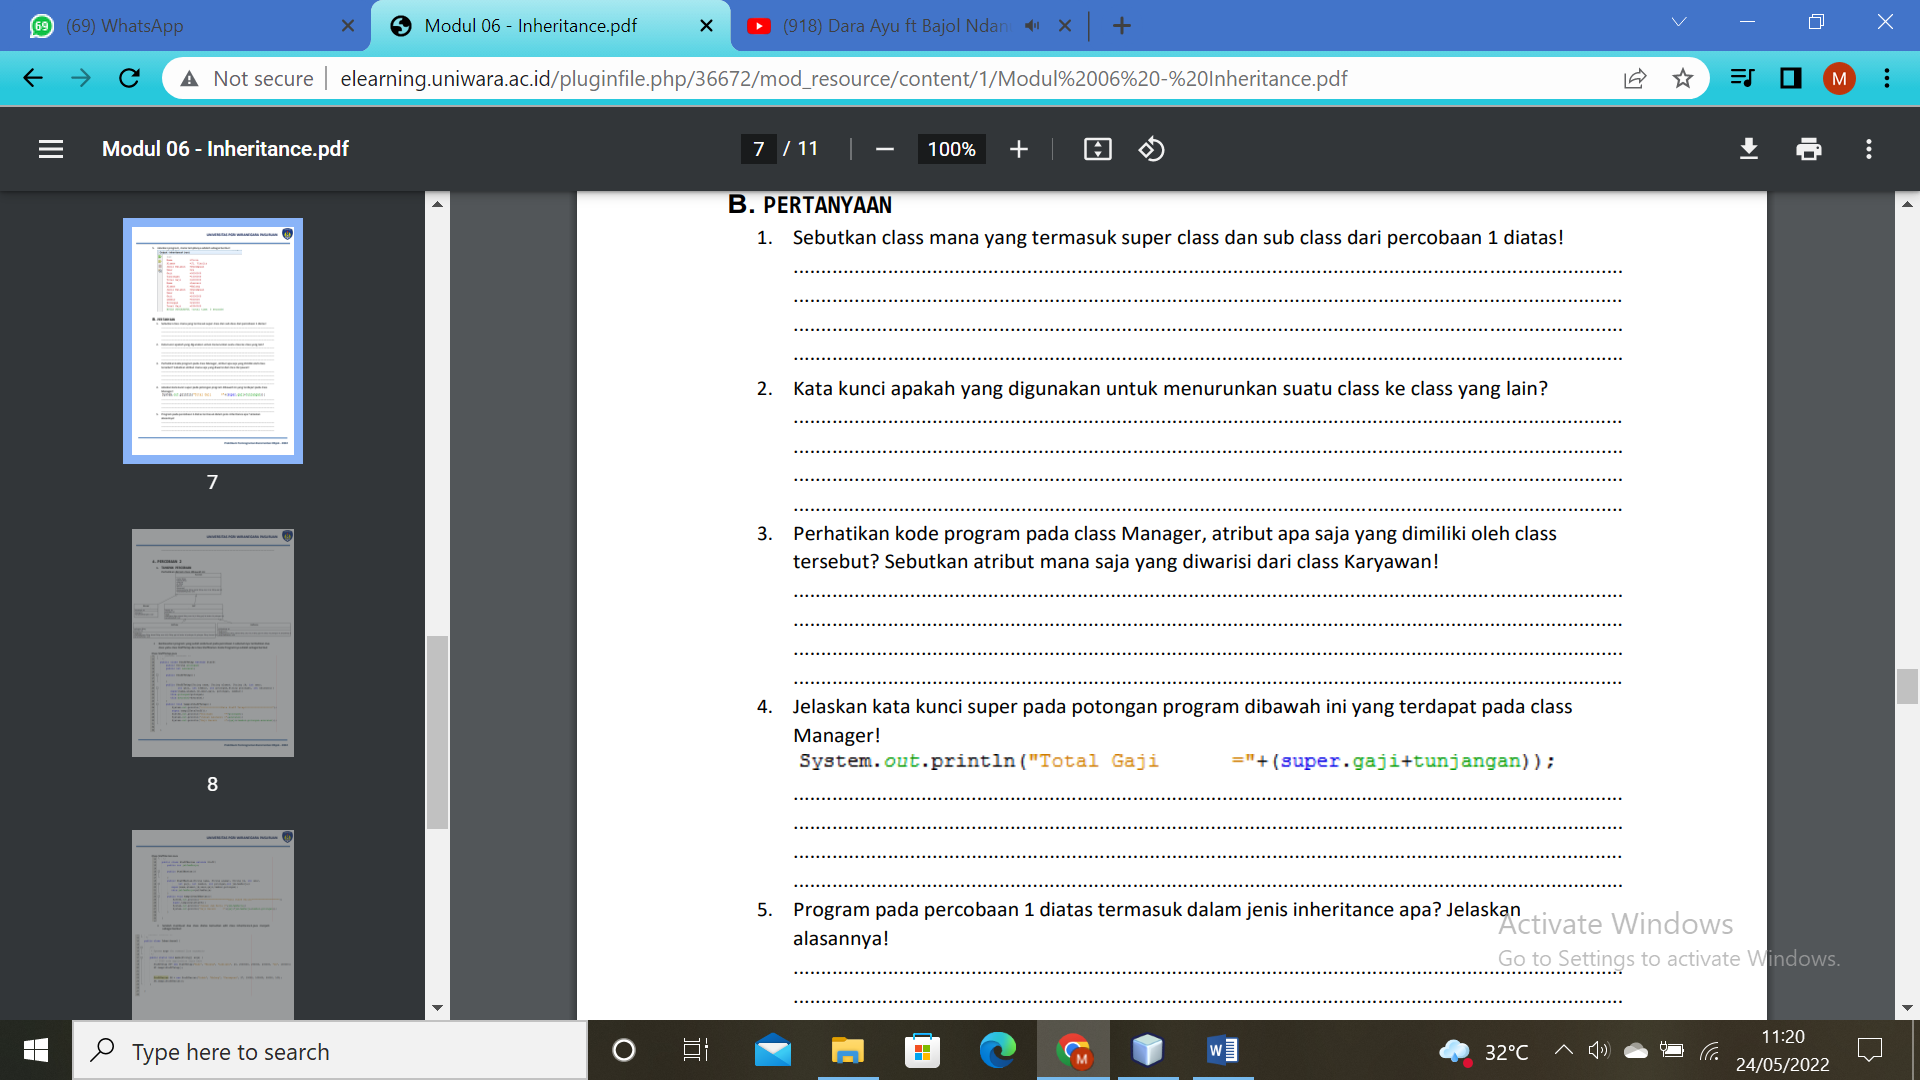 (69) WhatsApp
Modul 06 - Inheritance.pdf
(918) Dara Ayu ft Bajol Ndan
Not secure
elearning.uniwara.ac.id/pluginfile.php/36672/mod_resource/content/1/Modul%2006%20-%20Inheritance.pdf
M
Modul 06 - Inheritance.pdf
7 / 11
100%
B. PERTANYAAN
1. Sebutkan class mana yang termasuk super class dan sub class dari percobaan 1 diatas!
2. Kata kunci apakah yang digunakan untuk menurunkan suatu class ke class yang lain?
3. Perhatikan kode program pada class Manager, atribut apa saja yang dimiliki oleh class
tersebut? Sebutkan atribut mana saja yang diwarisi dari class Karyawan!
4. Jelaskan kata kunci super pada potongan program dibawah ini yang terdapat pada class
Manager!
System.out.println("Total Gaji      ="+(super.gaji+tunjangan));
5. Program pada percobaan 1 diatas termasuk dalam jenis inheritance apa? Jelaskan
alasannya!
7
8
Activate Windows
Go to Settings to activate Windows.
Type here to search
32°C
11:20
24/05/2022